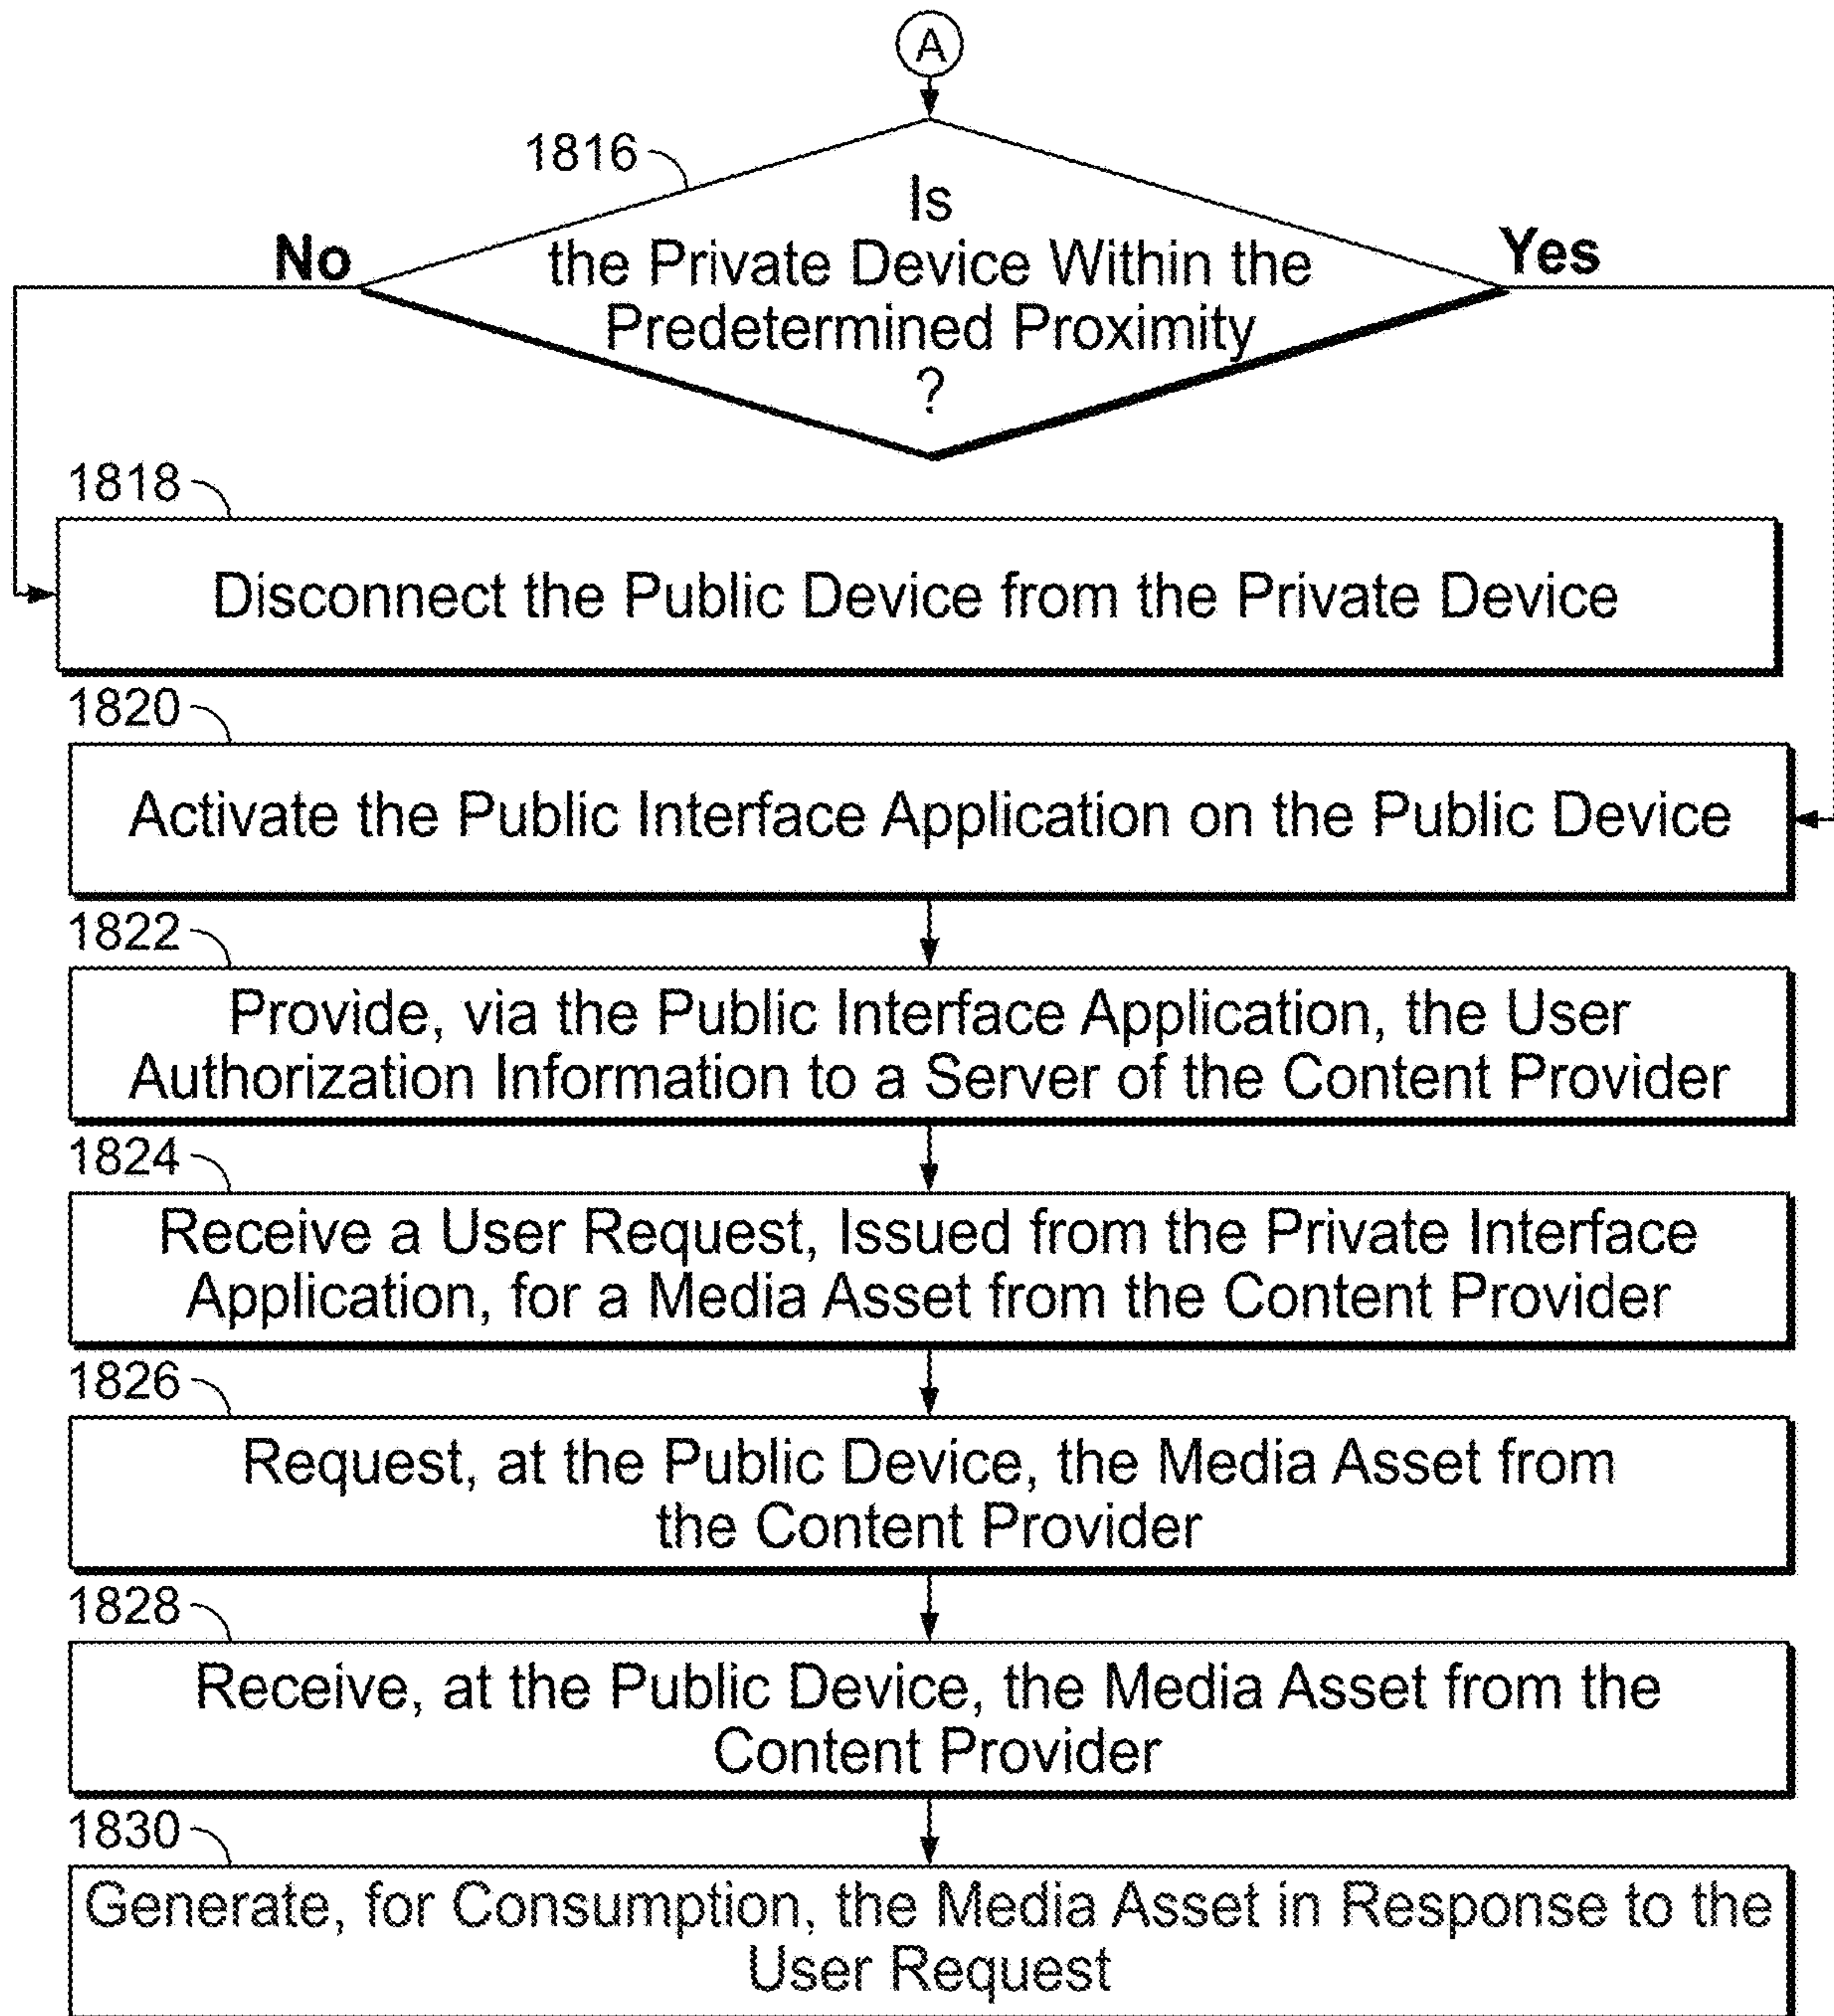 A
1816
Is
the Private Device Within the
Predetermined Proximity
?
No
Yes
1818
Disconnect the Public Device from the Private Device
1820
Activate the Public Interface Application on the Public Device
1822
Provide, via the Public Interface Application, the User
Authorization Information to a Server of the Content Provider
1824
Receive a User Request, Issued from the Private Interface
Application, for a Media Asset from the Content Provider
1826
Request, at the Public Device, the Media Asset from
the Content Provider
1828
Receive, at the Public Device, the Media Asset from the
Content Provider
1830
Generate, for Consumption, the Media Asset in Response to the
User Request